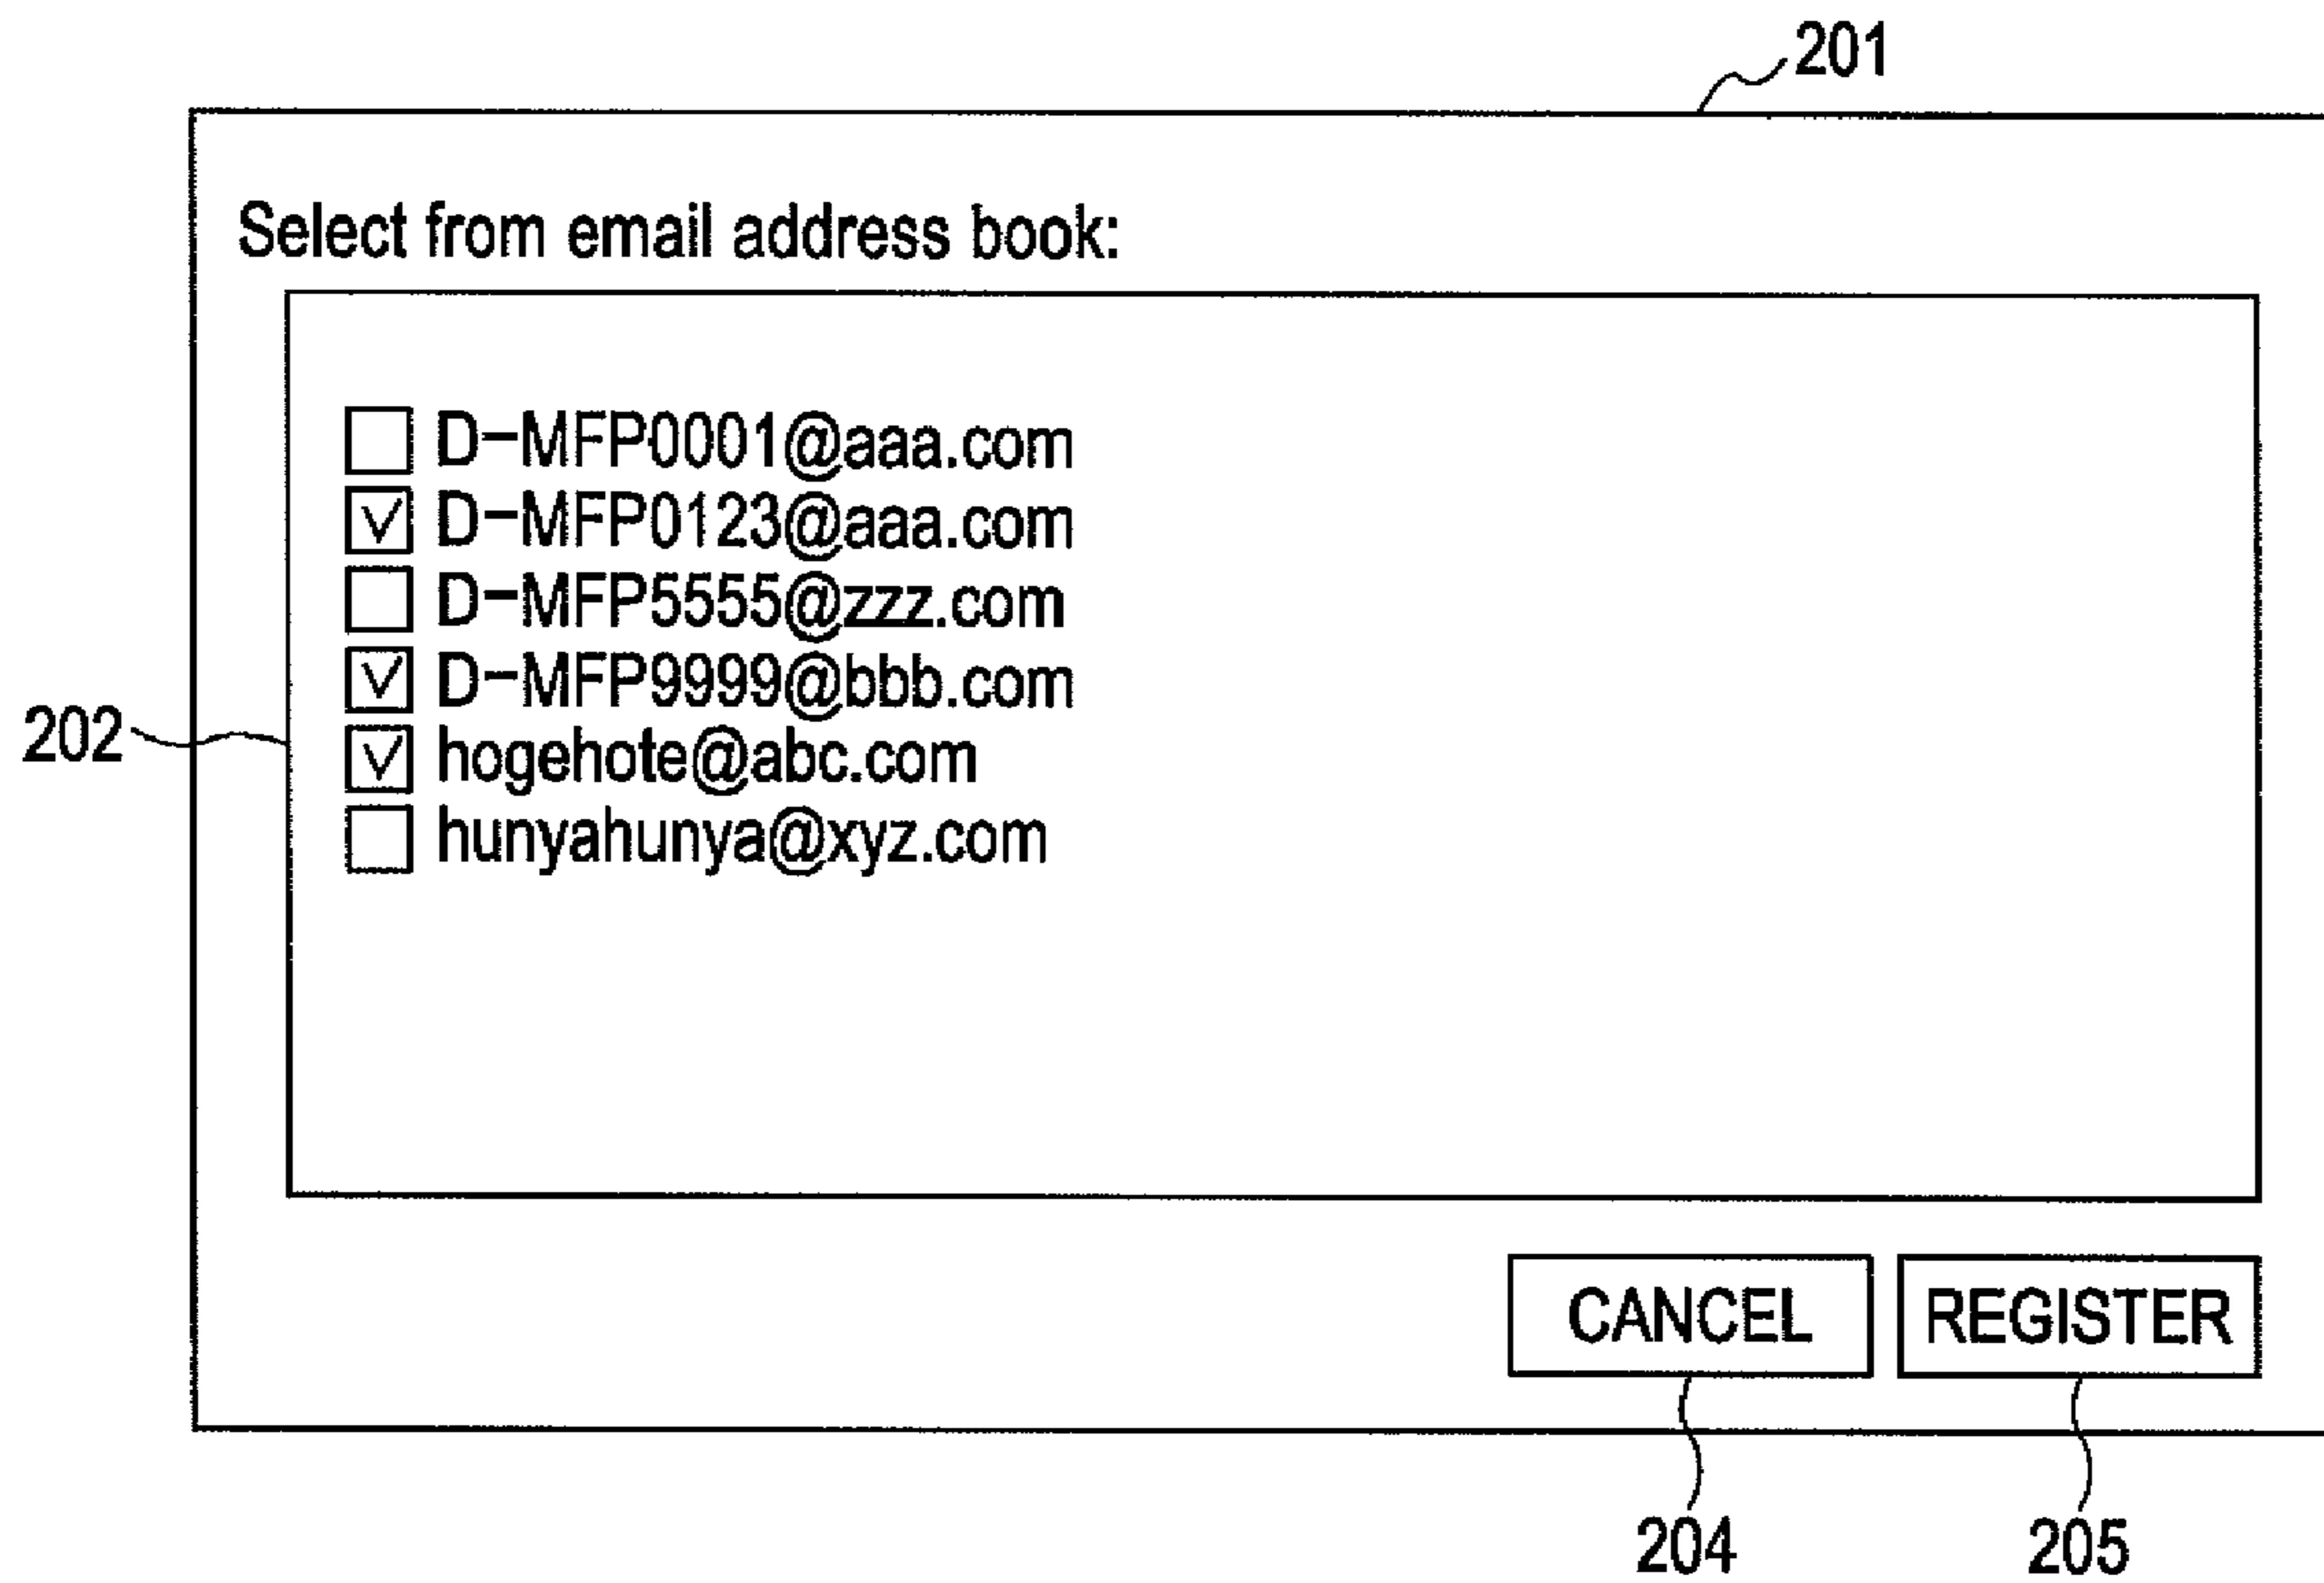 201
Select from email address book:
D-MFP0001@aaa.com
D-MFP0123@aaa.com
D-MFP5555@zzz.com
D-MFP9999@bbb.com
202
hogehote@abc.com
hunyahunya@xyz.com
CANCEL REGISTER
204 205